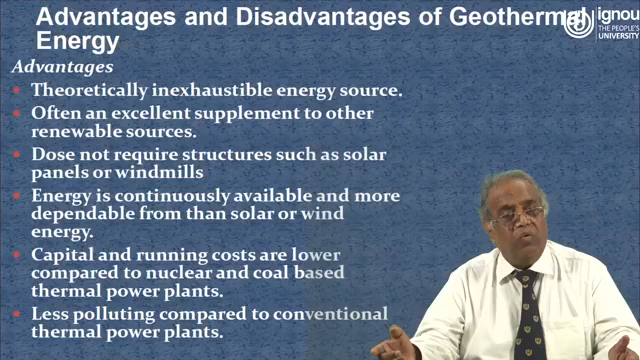 Advantages and Disadvantages of Geothermal
Energy
ignou
THE PEOPLE'S
UNIVERSITY
Advantages
• Theoretically inexhaustible energy source.
• Often an excellent supplement to other
renewable sources.
• Dose not require structures such as solar
panels or windmills
• Energy is continuously available and more
dependable from than solar or wind
energy.
• Capital and running costs are lower
compared to nuclear and coal based
thermal power plants.
• Less polluting compared to conventional
thermal power plants.